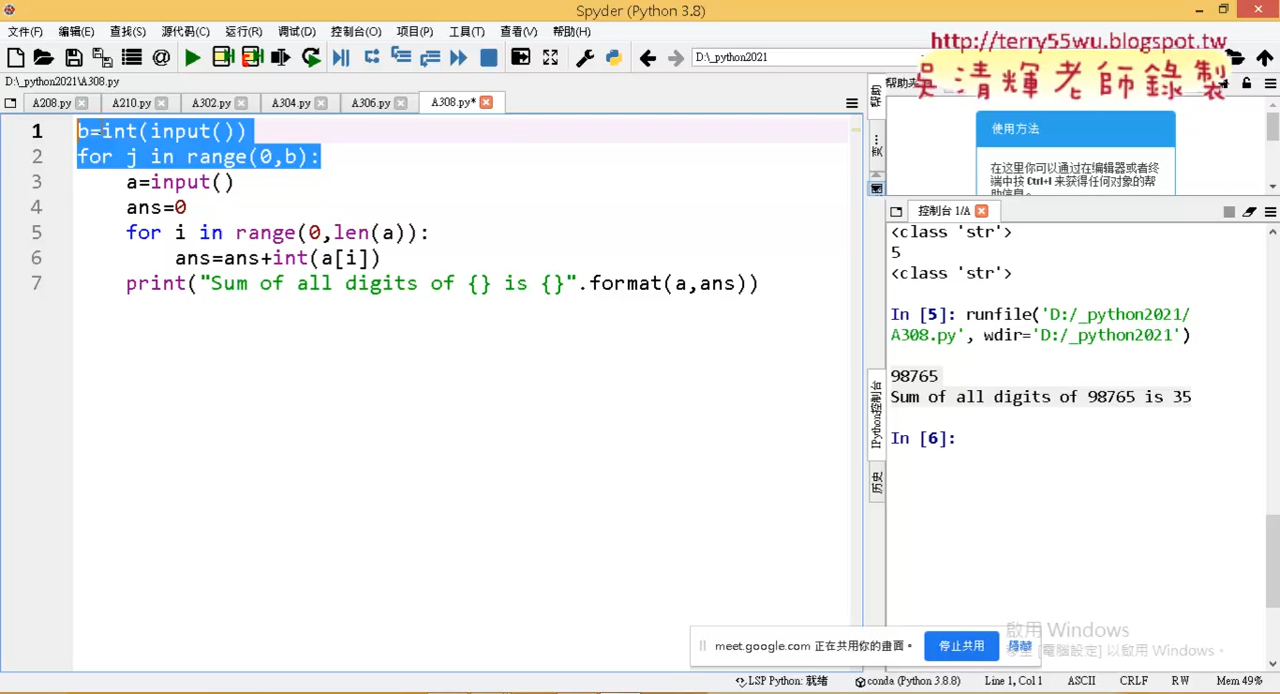 Spyder (Python 3.8)
文件(F) 编辑(E) 查找(S) 源代码(C) 运行(R) 调试(D) 控制台(O) 项目(P) 工具(T) 查看(V) 帮助(H)
http://terry55wu.blogspot.tw
D:\_python2021
吳清輝老師錄製
D:\_python2021\A308.py
帮助
A208.py A210.py A302.py A304.py A306.py A308.py*
帮助
1 b=int(input())
2 for j in range(0,b):
3 a=input()
4 ans=0
5 for i in range(0,len(a)):
6 ans=ans+int(a[i])
7 print("Sum of all digits of {} is {}".format(a,ans))
使用方法
在这里你可以通过在编辑器或者终
端中按 Ctrl+I 来获得任何对象的帮
助信息。
控制台 1/A
<class 'str'>
5
<class 'str'>
In [5]: runfile('D:/_python2021/
A308.py', wdir='D:/_python2021')
98765
Sum of all digits of 98765 is 35
In [6]:
IPython控制台
历史
meet.google.com 正在共用你的畫面。 停止共用 隱藏
啟用 Windows
移至 [電腦設定] 以啟用 Windows。
LSP Python: 就绪 conda (Python 3.8.8) Line 1, Col 1 ASCII CRLF RW Mem 49%